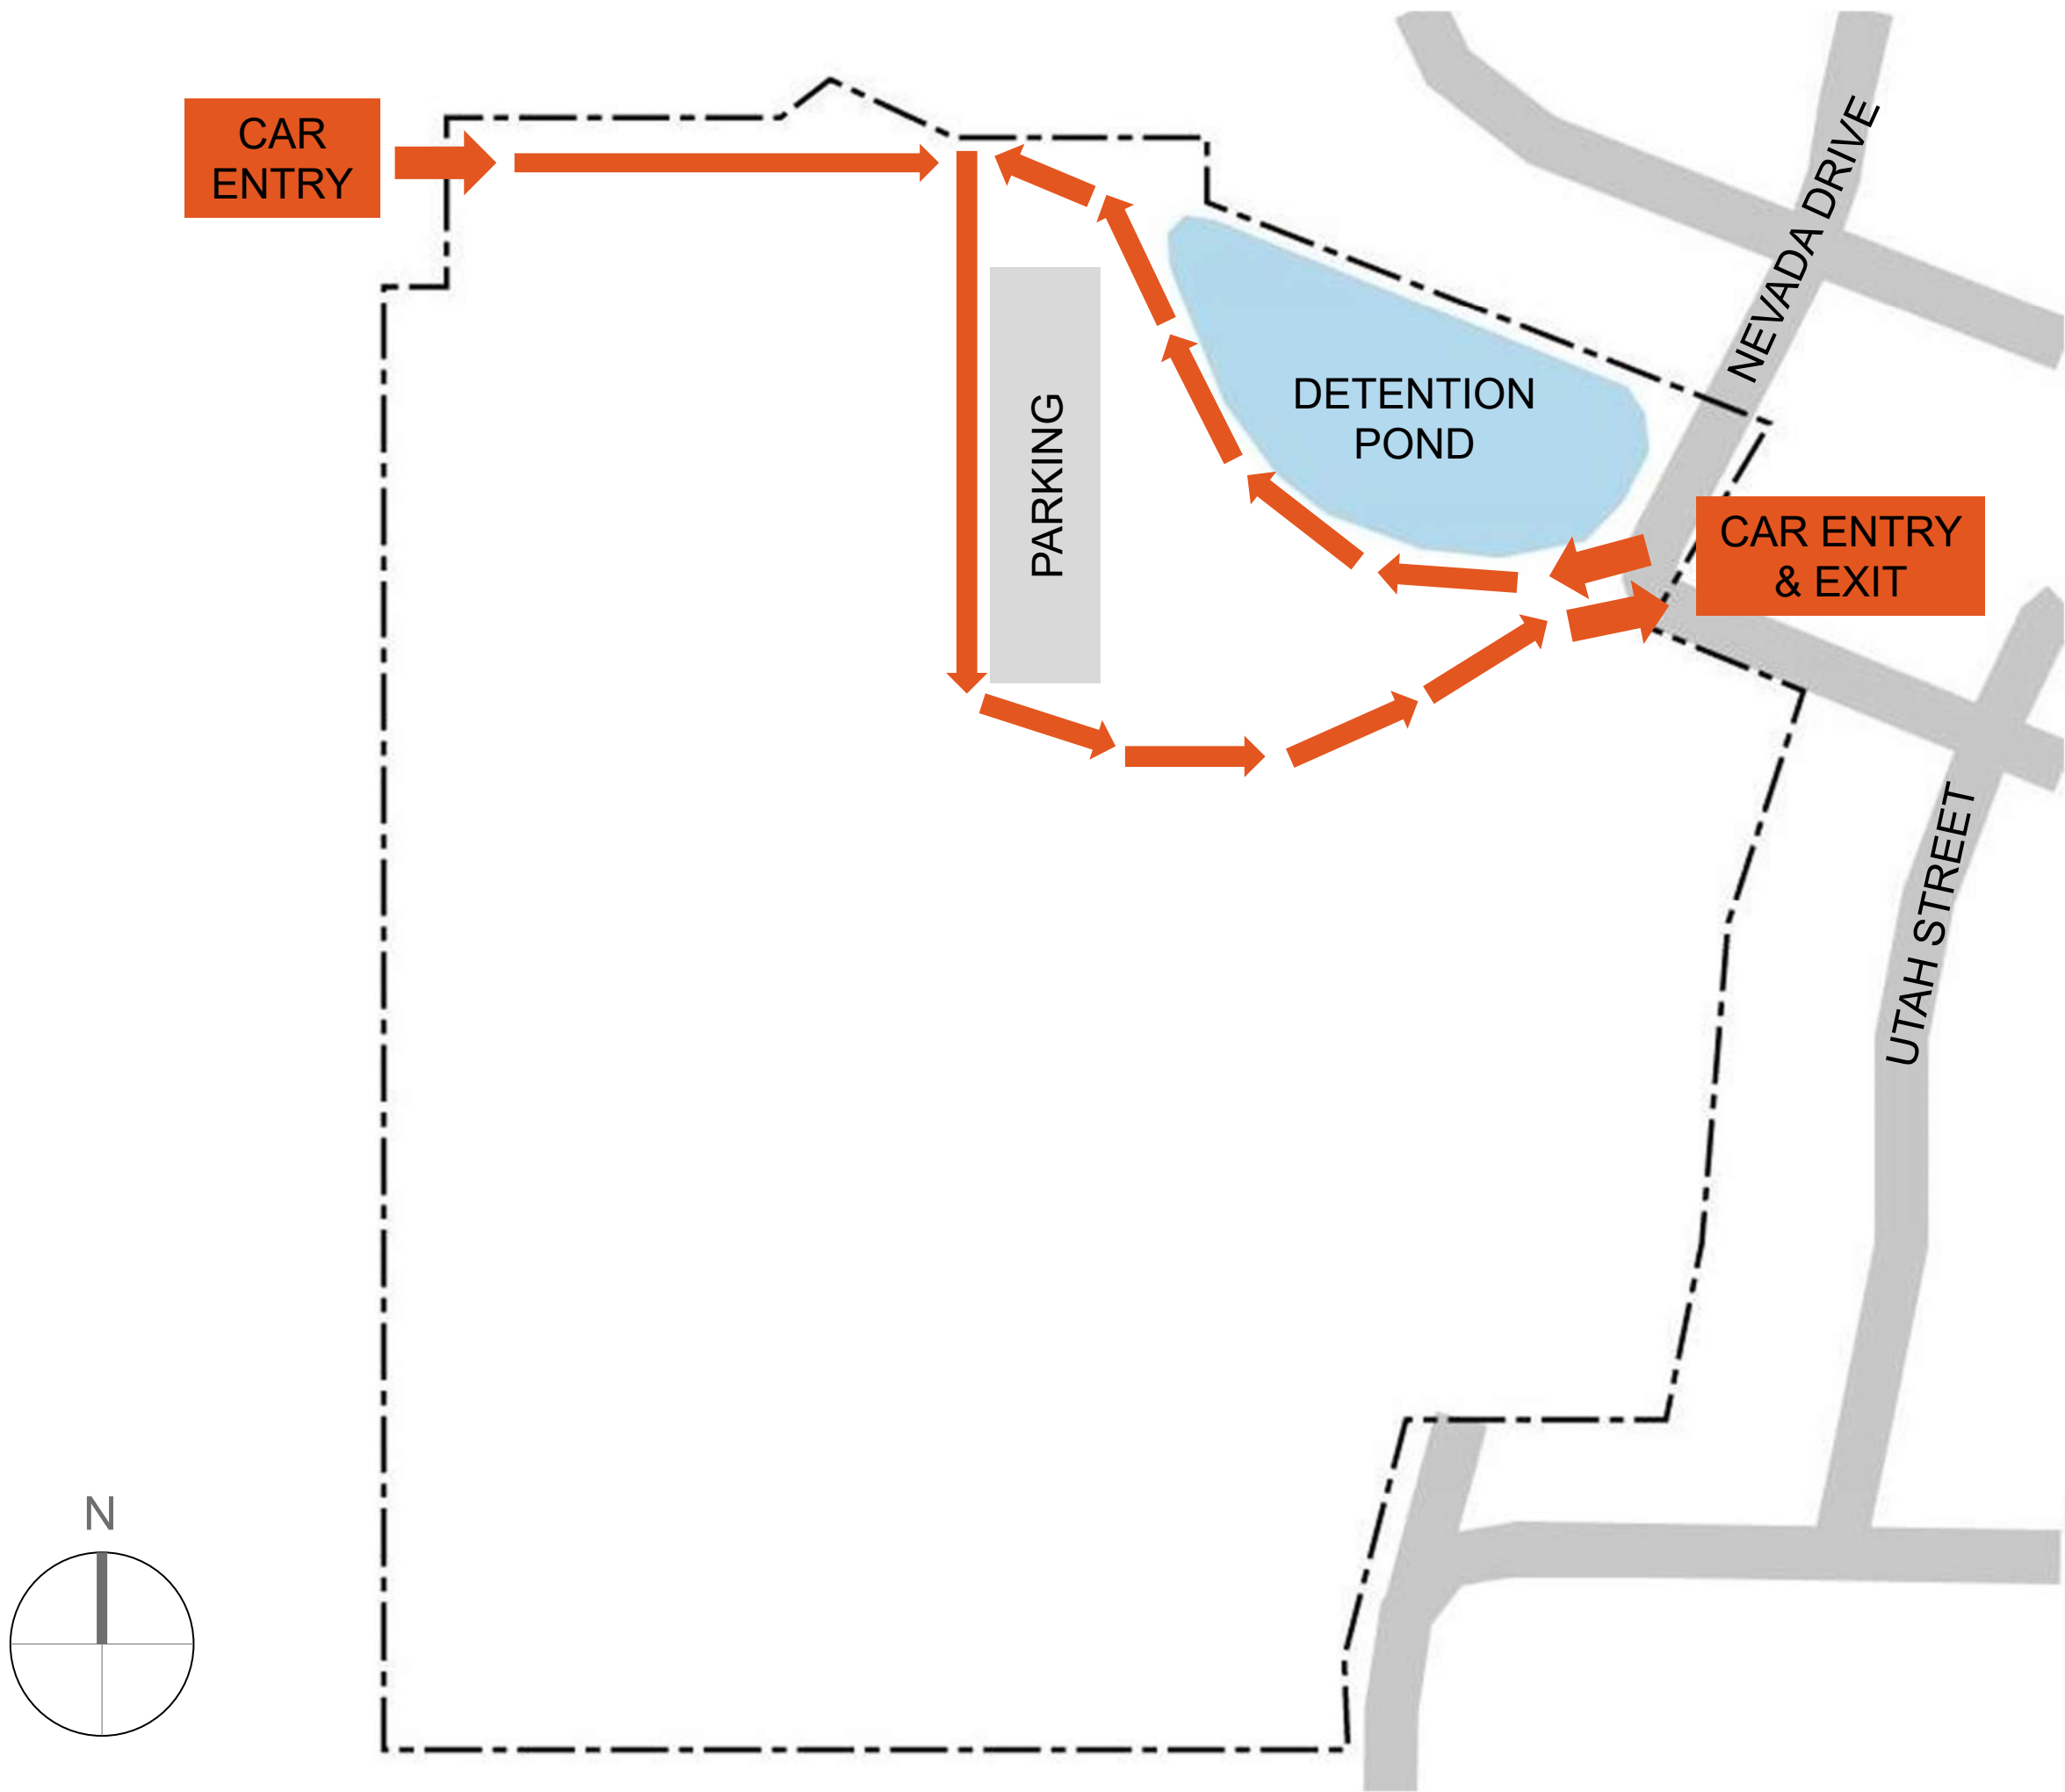 CAR
ENTRY
NEVADA DRIVE
DETENTION
POND
PARKING
CAR ENTRY
& EXIT
UTAH STREET
N